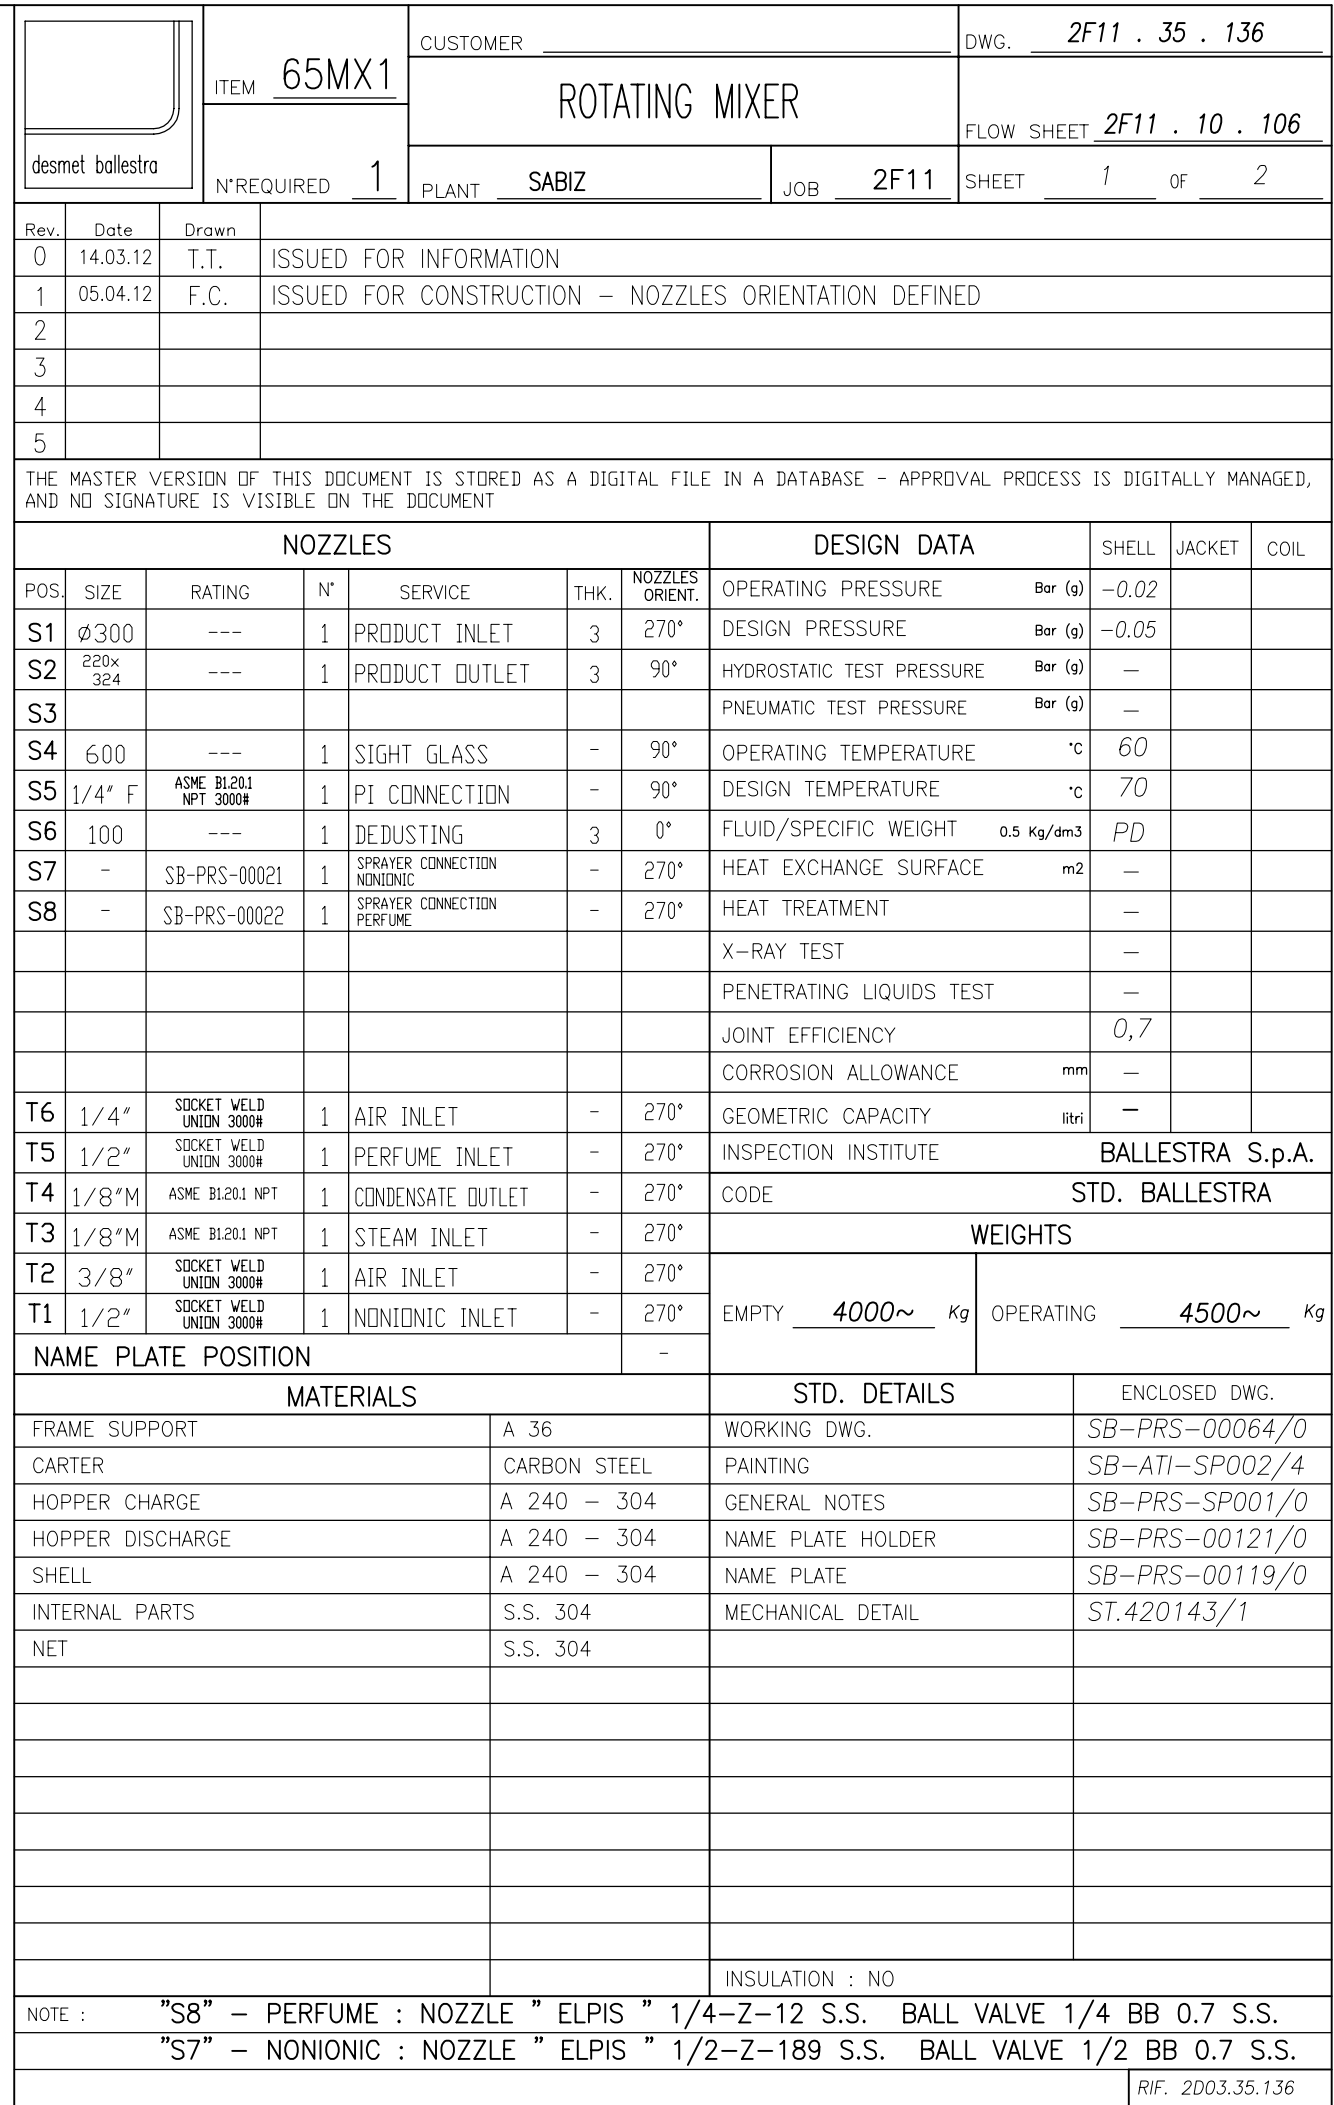 desmet ballestra
ITEM 65MX1
N°REQUIRED 1
CUSTOMER
ROTATING MIXER
PLANT SABIZ JOB 2F11
DWG. 2F11 . 35 . 136
FLOW SHEET 2F11 . 10 . 106
SHEET 1 OF 2
Rev. Date Drawn
0 14.03.12 T.T. ISSUED FOR INFORMATION
1 05.04.12 F.C. ISSUED FOR CONSTRUCTION – NOZZLES ORIENTATION DEFINED
2
3
4
5
THE MASTER VERSION OF THIS DOCUMENT IS STORED AS A DIGITAL FILE IN A DATABASE - APPROVAL PROCESS IS DIGITALLY MANAGED,
AND NO SIGNATURE IS VISIBLE ON THE DOCUMENT
NOZZLES
POS. SIZE RATING N° SERVICE THK. NOZZLES ORIENT.
S1 ø300 --- 1 PRODUCT INLET 3 270°
S2 220x 324 --- 1 PRODUCT OUTLET 3 90°
S3
S4 600 --- 1 SIGHT GLASS - 90°
S5 1/4" F ASME B1.20.1 NPT 3000# 1 PI CONNECTION - 90°
S6 100 --- 1 DEDUSTING 3 0°
S7 - SB-PRS-00021 1 SPRAYER CONNECTION NONIONIC - 270°
S8 - SB-PRS-00022 1 SPRAYER CONNECTION PERFUME - 270°
T6 1/4" SOCKET WELD UNION 3000# 1 AIR INLET - 270°
T5 1/2" SOCKET WELD UNION 3000# 1 PERFUME INLET - 270°
T4 1/8"M ASME B1.20.1 NPT 1 CONDENSATE OUTLET - 270°
T3 1/8"M ASME B1.20.1 NPT 1 STEAM INLET - 270°
T2 3/8" SOCKET WELD UNION 3000# 1 AIR INLET - 270°
T1 1/2" SOCKET WELD UNION 3000# 1 NONIONIC INLET - 270°
NAME PLATE POSITION -
DESIGN DATA SHELL JACKET COIL
OPERATING PRESSURE Bar (g) –0.02
DESIGN PRESSURE Bar (g) –0.05
HYDROSTATIC TEST PRESSURE Bar (g) –
PNEUMATIC TEST PRESSURE Bar (g) –
OPERATING TEMPERATURE °C 60
DESIGN TEMPERATURE °C 70
FLUID/SPECIFIC WEIGHT 0.5 Kg/dm3 PD
HEAT EXCHANGE SURFACE m2 –
HEAT TREATMENT –
X–RAY TEST –
PENETRATING LIQUIDS TEST –
JOINT EFFICIENCY 0,7
CORROSION ALLOWANCE mm –
GEOMETRIC CAPACITY litri –
INSPECTION INSTITUTE BALLESTRA S.p.A.
CODE STD. BALLESTRA
WEIGHTS
EMPTY 4000~ Kg OPERATING 4500~ Kg
MATERIALS
FRAME SUPPORT A 36
CARTER CARBON STEEL
HOPPER CHARGE A 240 – 304
HOPPER DISCHARGE A 240 – 304
SHELL A 240 – 304
INTERNAL PARTS S.S. 304
NET S.S. 304
STD. DETAILS ENCLOSED DWG.
WORKING DWG. SB–PRS–00064/0
PAINTING SB–ATI–SP002/4
GENERAL NOTES SB–PRS–SP001/0
NAME PLATE HOLDER SB–PRS–00121/0
NAME PLATE SB–PRS–00119/0
MECHANICAL DETAIL ST.420143/1
INSULATION : NO
NOTE : "S8" – PERFUME : NOZZLE " ELPIS " 1/4–Z–12 S.S. BALL VALVE 1/4 BB 0.7 S.S.
"S7" – NONIONIC : NOZZLE " ELPIS " 1/2–Z–189 S.S. BALL VALVE 1/2 BB 0.7 S.S.
RIF. 2D03.35.136